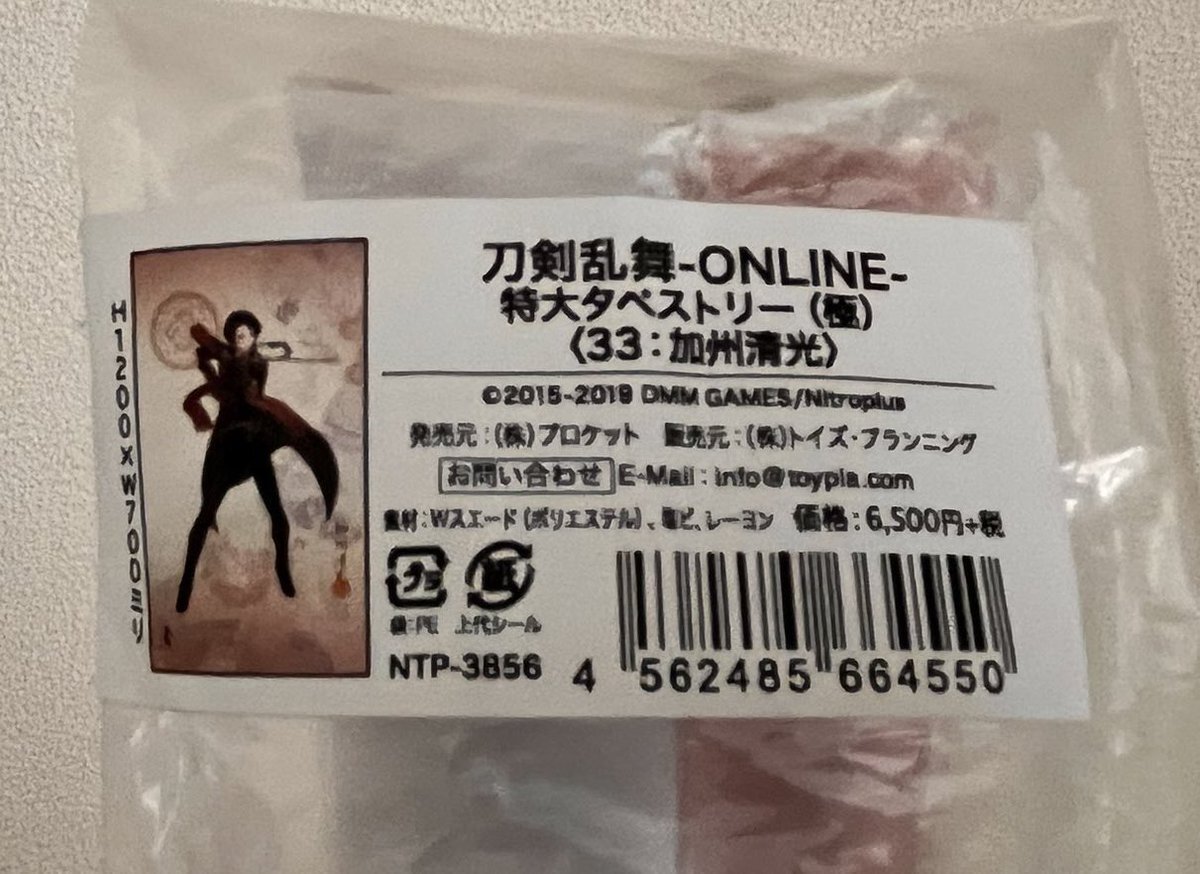 H1200×W700ミリ
刀剣乱舞-ONLINE-
特大タペストリー(極)
〈33:加州清光〉
©2015-2019 DMM GAMES/Nitroplus
発売元:(株)ブロケット 販売元:(株)トイズ・プランニング
お問い合わせ E-Mail:info@toypla.com
素材:Wスエード(ポリエステル)、塩ビ、レーヨン 価格:6,500円+税
プラ 紙
袋:PE 上代シール
NTP-3856
4 562485 664550